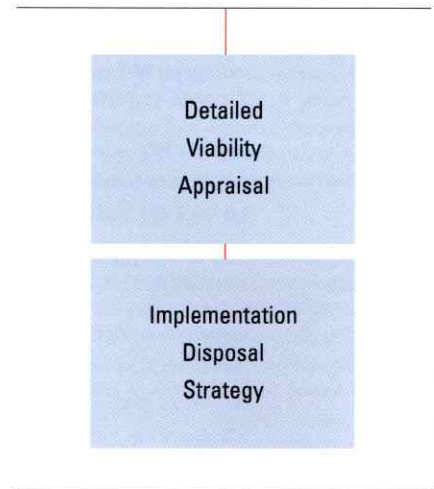 Detailed
Viability
Appraisal
Implementation
Disposal
Strategy